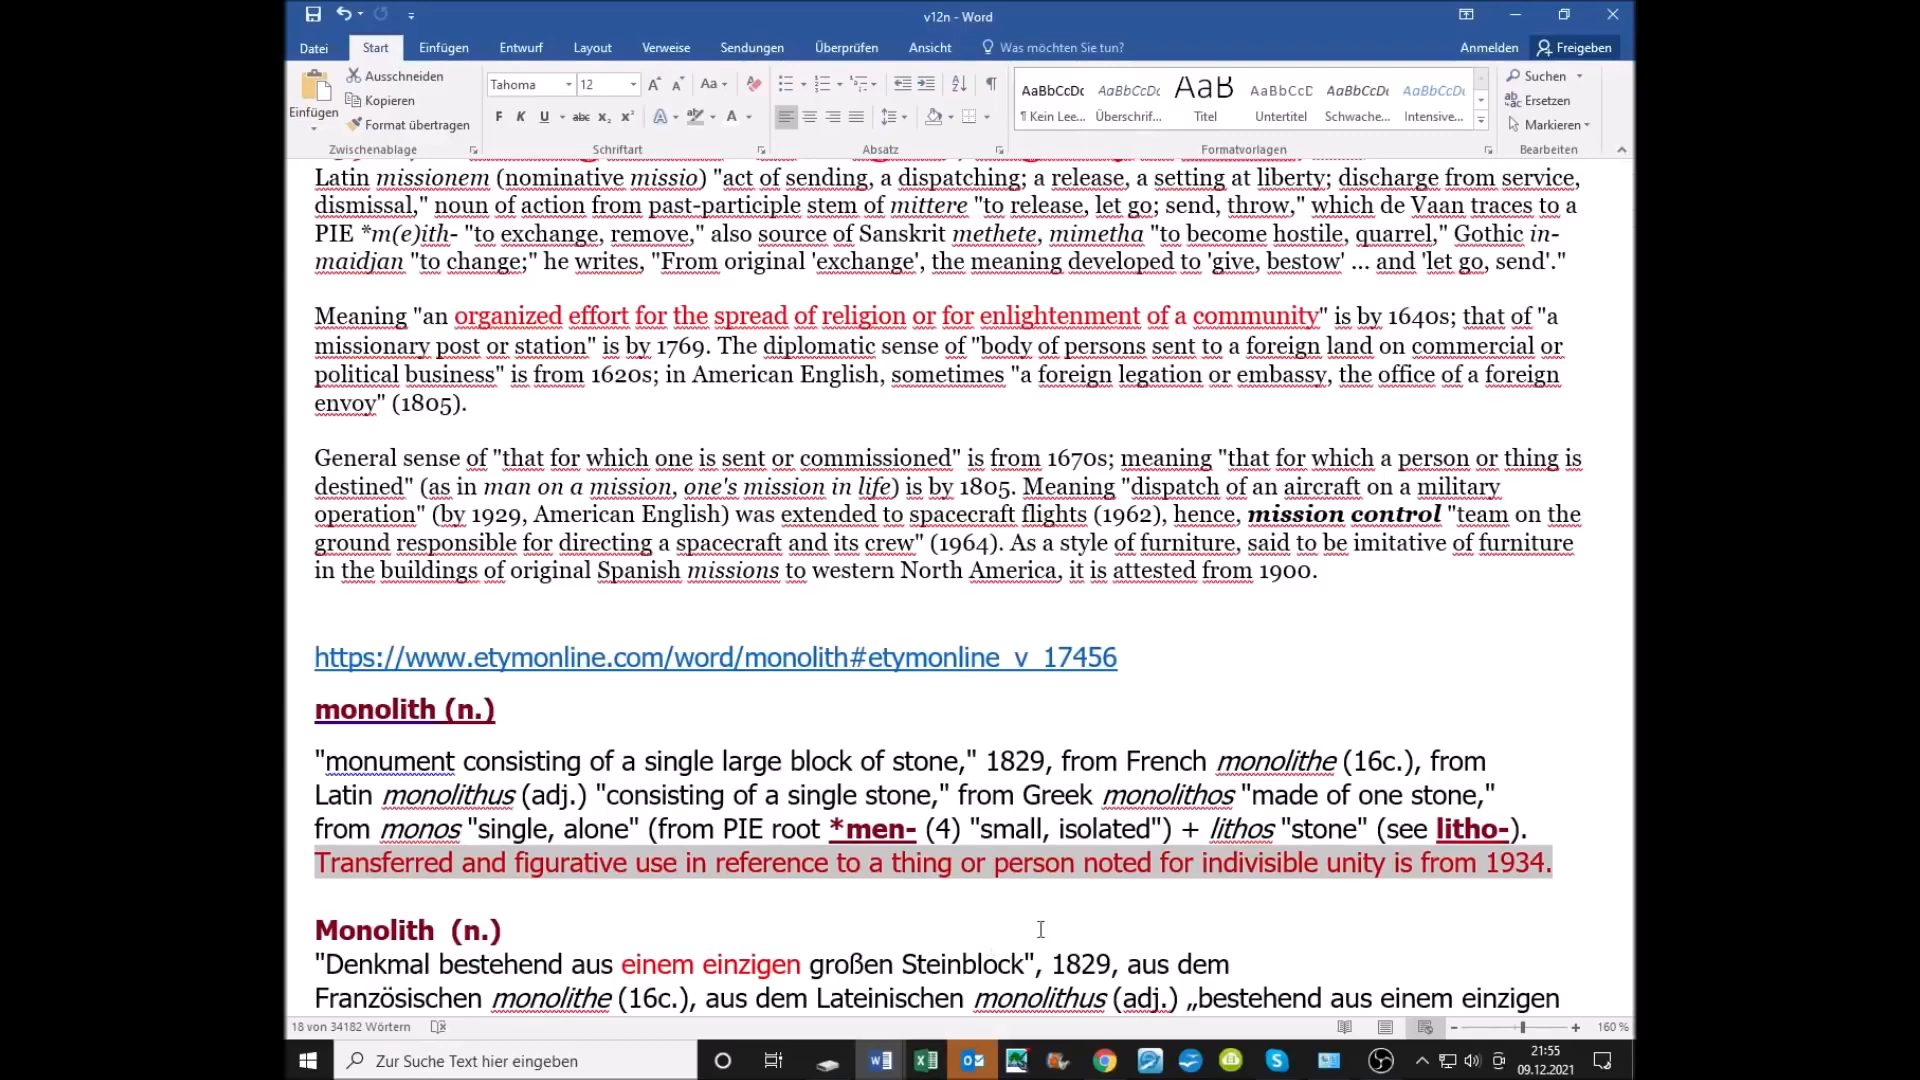 v12n - Word
Datei Start Einfügen Entwurf Layout Verweise Sendungen Überprüfen Ansicht Was möchten Sie tun? Anmelden Freigeben
Einfügen
Ausschneiden
Kopieren
Format übertragen
Tahoma 12
AaBbCcDc AaBbCcDc AaB AaBbCcD AaBbCcDc AaBbCcDc
¶ Kein Lee... Überschrif... Titel Untertitel Schwache... Intensive...
Suchen
Ersetzen
Markieren
Zwischenablage Schriftart Absatz Formatvorlagen Bearbeiten
Latin missionem (nominative missio) "act of sending, a dispatching; a release, a setting at liberty; discharge from service,
dismissal," noun of action from past-participle stem of mittere "to release, let go; send, throw," which de Vaan traces to a
PIE *m(e)ith- "to exchange, remove," also source of Sanskrit methete, mimetha "to become hostile, quarrel," Gothic in-
maidjan "to change;" he writes, "From original 'exchange', the meaning developed to 'give, bestow' ... and 'let go, send'."
Meaning "an organized effort for the spread of religion or for enlightenment of a community" is by 1640s; that of "a
missionary post or station" is by 1769. The diplomatic sense of "body of persons sent to a foreign land on commercial or
political business" is from 1620s; in American English, sometimes "a foreign legation or embassy, the office of a foreign
envoy" (1805).
General sense of "that for which one is sent or commissioned" is from 1670s; meaning "that for which a person or thing is
destined" (as in man on a mission, one's mission in life) is by 1805. Meaning "dispatch of an aircraft on a military
operation" (by 1929, American English) was extended to spacecraft flights (1962), hence, mission control "team on the
ground responsible for directing a spacecraft and its crew" (1964). As a style of furniture, said to be imitative of furniture
in the buildings of original Spanish missions to western North America, it is attested from 1900.
https://www.etymonline.com/word/monolith#etymonline_v_17456
monolith (n.)
"monument consisting of a single large block of stone," 1829, from French monolithe (16c.), from
Latin monolithus (adj.) "consisting of a single stone," from Greek monolithos "made of one stone,"
from monos "single, alone" (from PIE root *men- (4) "small, isolated") + lithos "stone" (see litho-).
Transferred and figurative use in reference to a thing or person noted for indivisible unity is from 1934.
Monolith (n.)
"Denkmal bestehend aus einem einzigen großen Steinblock", 1829, aus dem
Französischen monolithe (16c.), aus dem Lateinischen monolithus (adj.) „bestehend aus einem einzigen
18 von 34182 Wörtern 160 %
Zur Suche Text hier eingeben
21:55
09.12.2021